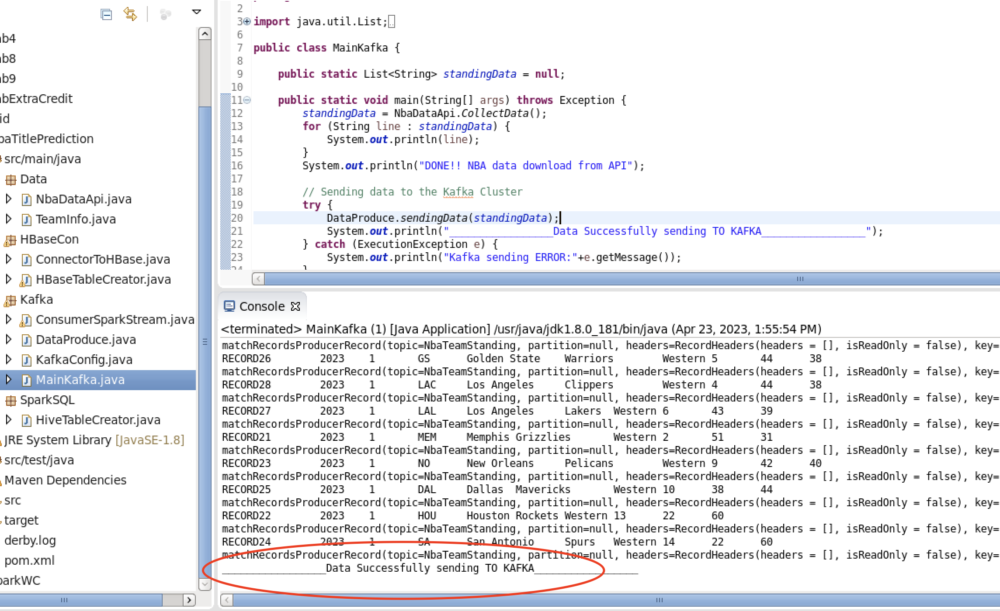 ab4
ab8
ab9
abExtraCredit
id
baTitlePrediction
src/main/java
Data
NbaDataApi.java
TeamInfo.java
HBaseCon
ConnectorToHBase.java
HBaseTableCreator.java
Kafka
ConsumerSparkStream.java
DataProduce.java
KafkaConfig.java
MainKafka.java
SparkSQL
HiveTableCreator.java
JRE System Library [JavaSE-1.8]
src/test/java
Maven Dependencies
src
target
derby.log
pom.xml
parkWC
2
3 import java.util.List;
6
7 public class MainKafka {
8
9 public static List<String> standingData = null;
10
11 public static void main(String[] args) throws Exception {
12 standingData = NbaDataApi.CollectData();
13 for (String line : standingData) {
14 System.out.println(line);
15 }
16 System.out.println("DONE!! NBA data download from API");
17
18 // Sending data to the Kafka Cluster
19 try {
20 DataProduce.sendingData(standingData);
21 System.out.println("_________________Data Successfully sending TO KAFKA_________________");
22 } catch (ExecutionException e) {
23 System.out.println("Kafka sending ERROR:"+e.getMessage());
24 }
Console
<terminated> MainKafka (1) [Java Application] /usr/java/jdk1.8.0_181/bin/java (Apr 23, 2023, 1:55:54 PM)
matchRecordsProducerRecord(topic=NbaTeamStanding, partition=null, headers=RecordHeaders(headers = [], isReadOnly = false), key=
RECORD26 2023 1 GS Golden State Warriors Western 5 44 38
matchRecordsProducerRecord(topic=NbaTeamStanding, partition=null, headers=RecordHeaders(headers = [], isReadOnly = false), key=
RECORD28 2023 1 LAC Los Angeles Clippers Western 4 44 38
matchRecordsProducerRecord(topic=NbaTeamStanding, partition=null, headers=RecordHeaders(headers = [], isReadOnly = false), key=
RECORD27 2023 1 LAL Los Angeles Lakers Western 6 43 39
matchRecordsProducerRecord(topic=NbaTeamStanding, partition=null, headers=RecordHeaders(headers = [], isReadOnly = false), key=
RECORD21 2023 1 MEM Memphis Grizzlies Western 2 51 31
matchRecordsProducerRecord(topic=NbaTeamStanding, partition=null, headers=RecordHeaders(headers = [], isReadOnly = false), key=
RECORD23 2023 1 NO New Orleans Pelicans Western 9 42 40
matchRecordsProducerRecord(topic=NbaTeamStanding, partition=null, headers=RecordHeaders(headers = [], isReadOnly = false), key=
RECORD25 2023 1 DAL Dallas Mavericks Western 10 38 44
matchRecordsProducerRecord(topic=NbaTeamStanding, partition=null, headers=RecordHeaders(headers = [], isReadOnly = false), key=
RECORD22 2023 1 HOU Houston Rockets Western 13 22 60
matchRecordsProducerRecord(topic=NbaTeamStanding, partition=null, headers=RecordHeaders(headers = [], isReadOnly = false), key=
RECORD24 2023 1 SA San Antonio Spurs Western 14 22 60
matchRecordsProducerRecord(topic=NbaTeamStanding, partition=null, headers=RecordHeaders(headers = [], isReadOnly = false), key=
_________________Data Successfully sending TO KAFKA_________________